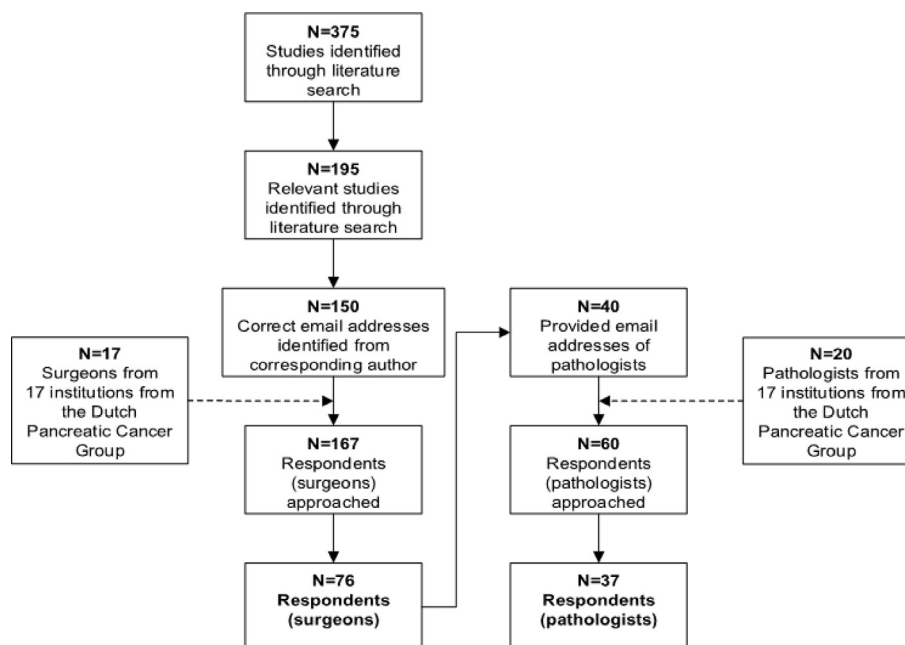 N=375
Studies identified
through literature
search
N=195
Relevant studies
identified through
literature search
N=150
Correct email addresses
identified from
corresponding author
N=17
Surgeons from
17 institutions from
the Dutch
Pancreatic Cancer
Group
N=167
Respondents
(surgeons)
approached
N=76
Respondents
(surgeons)
N=40
Provided email
addresses of
pathologists
N=20
Pathologists from
17 institutions from
the Dutch
Pancreatic Cancer
Group
N=60
Respondents
(pathologists)
approached
N=37
Respondents
(pathologists)